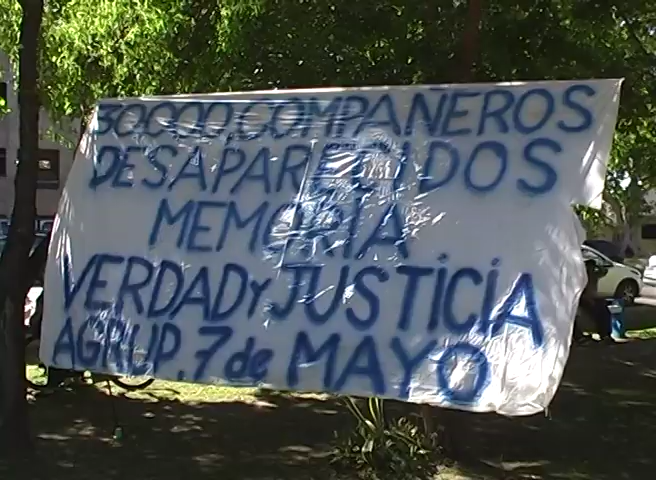 30000 COMPAÑEROS
DESAPARECIDOS
MEMORIA
VERDAD Y JUSTICIA
AGRUP. 7 de MAYO